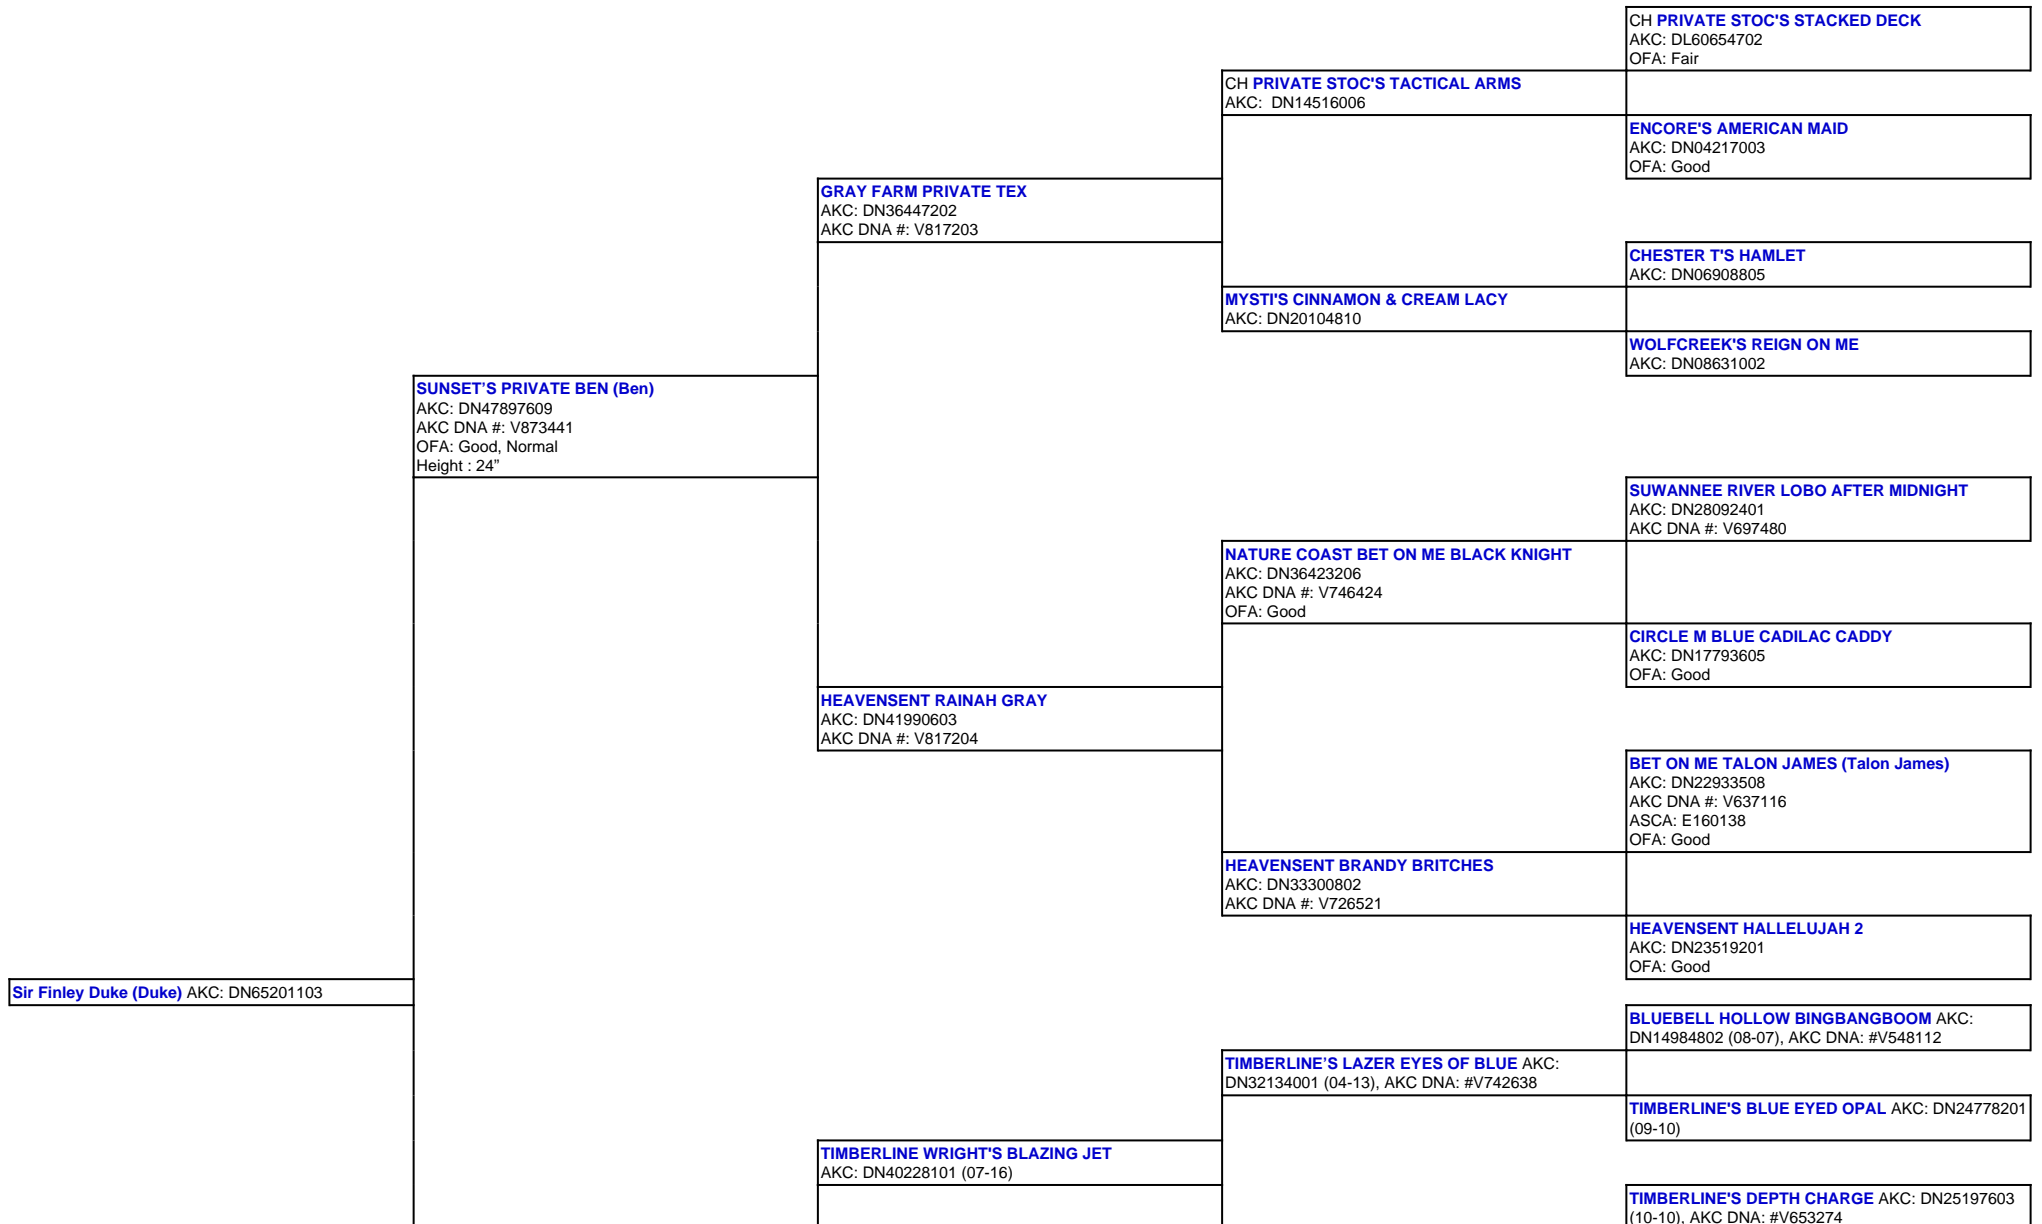 CH PRIVATE STOC'S STACKED DECK
AKC: DL60654702
OFA: Fair
CH PRIVATE STOC'S TACTICAL ARMS
AKC:  DN14516006
ENCORE'S AMERICAN MAID
AKC: DN04217003
OFA: Good
GRAY FARM PRIVATE TEX
AKC: DN36447202
AKC DNA #: V817203
CHESTER T'S HAMLET
AKC: DN06908805
MYSTI'S CINNAMON & CREAM LACY
AKC: DN20104810
WOLFCREEK'S REIGN ON ME
AKC: DN08631002
SUNSET’S PRIVATE BEN (Ben)
AKC: DN47897609
AKC DNA #: V873441
OFA: Good, Normal
Height : 24”
SUWANNEE RIVER LOBO AFTER MIDNIGHT
AKC: DN28092401
AKC DNA #: V697480
NATURE COAST BET ON ME BLACK KNIGHT
AKC: DN36423206
AKC DNA #: V746424
OFA: Good
CIRCLE M BLUE CADILAC CADDY
AKC: DN17793605
OFA: Good
HEAVENSENT RAINAH GRAY
AKC: DN41990603
AKC DNA #: V817204
BET ON ME TALON JAMES (Talon James)
AKC: DN22933508
AKC DNA #: V637116
ASCA: E160138
OFA: Good
HEAVENSENT BRANDY BRITCHES
AKC: DN33300802
AKC DNA #: V726521
HEAVENSENT HALLELUJAH 2
AKC: DN23519201
OFA: Good
Sir Finley Duke (Duke) AKC: DN65201103
BLUEBELL HOLLOW BINGBANGBOOM AKC:
DN14984802 (08-07), AKC DNA: #V548112
TIMBERLINE’S LAZER EYES OF BLUE AKC:
DN32134001 (04-13), AKC DNA: #V742638
TIMBERLINE'S BLUE EYED OPAL AKC: DN24778201
(09-10)
TIMBERLINE WRIGHT'S BLAZING JET
AKC: DN40228101 (07-16)
TIMBERLINE'S DEPTH CHARGE AKC: DN25197603
(10-10), AKC DNA: #V653274